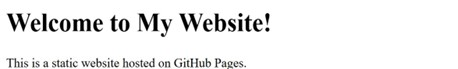 Welcome to My Website!
This is a static website hosted on GitHub Pages.